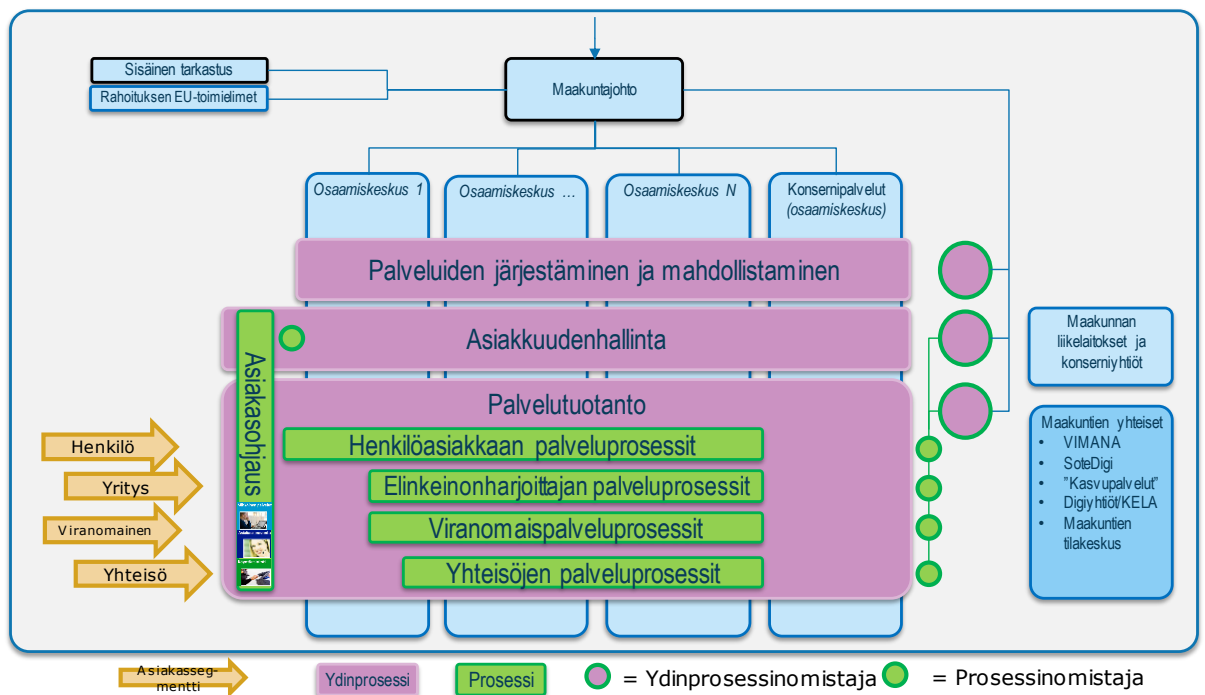 Sisäinen tarkastus
Rahoituksen EU-toimielimet
Maakuntajohto
Osaamiskeskus 1
Osaamiskeskus ...
Osaamiskeskus N
Konsernipalvelut
(osaamiskeskus)
Palveluiden järjestäminen ja mahdollistaminen
Asiakkuudenhallinta
Asiakasohjaus
Palvelutuotanto
Henkilöasiakkaan palveluprosessit
Elinkeinonharjoittajan palveluprosessit
Viranomaispalveluprosessit
Yhteisöjen palveluprosessit
Henkilö
Yritys
Viranomainen
Yhteisö
Maakunnan
liikelaitokset ja
konserniyhtiöt
Maakuntien yhteiset
• VIMANA
• SoteDigi
• ”Kasvupalvelut”
• Digiyhtiöt/KELA
• Maakuntien
tilakeskus
Asiakasseg-
mentti
Ydinprosessi
Prosessi
= Ydinprosessinomistaja
= Prosessinomistaja